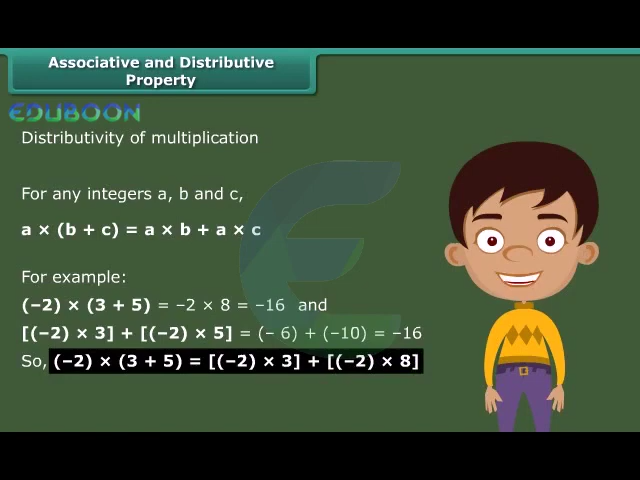 Associative and Distributive
Property
EDUBOON
Distributivity of multiplication
For any integers a, b and c,
a × (b + c) = a × b + a × c
For example:
(–2) × (3 + 5) = –2 × 8 = –16 and
[(–2) × 3] + [(–2) × 5] = (– 6) + (–10) = –16
So, (–2) × (3 + 5) = [(–2) × 3] + [(–2) × 8]